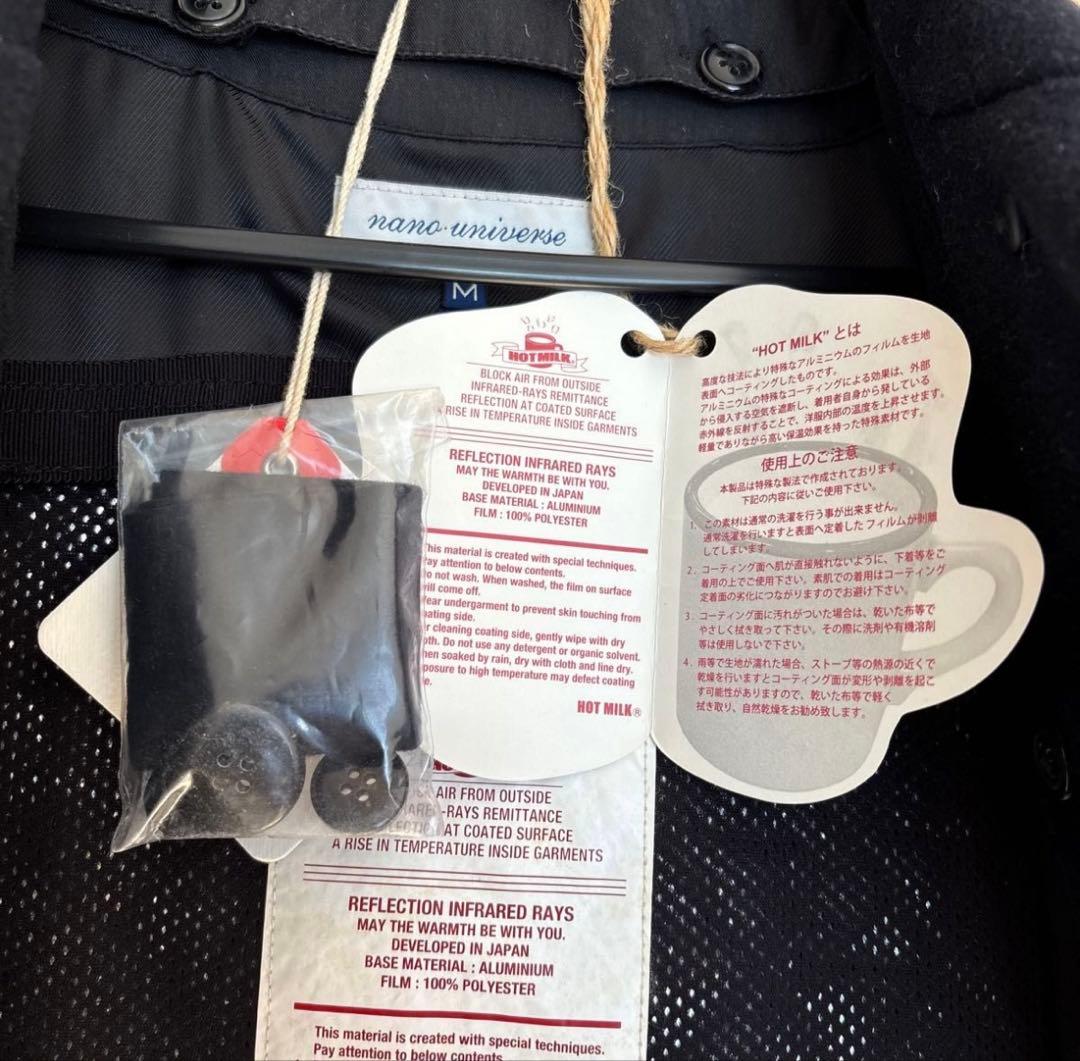 nano·universe
M
HOT MILK®
BLOCK AIR FROM OUTSIDE
INFRARED-RAYS REMITTANCE
REFLECTION AT COATED SURFACE
A RISE IN TEMPERATURE INSIDE GARMENTS
REFLECTION INFRARED RAYS
MAY THE WARMTH BE WITH YOU.
DEVELOPED IN JAPAN
BASE MATERIAL : ALUMINIUM
FILM : 100% POLYESTER
This material is created with special techniques.
Pay attention to below contents.
Do not wash. When washed, the film on surface
will come off.
Wear undergarment to prevent skin touching from
coating side.
cleaning coating side, gently wipe with dry
cloth. Do not use any detergent or organic solvent.
When soaked by rain, dry with cloth and line dry.
exposure to high temperature may defect coating
HOT MILK®
“HOT MILK” とは
高度な技法により特殊なアルミニウムのフィルムを生地
表面へコーティングしたものです。
アルミニウムの特殊なコーティングによる効果は、外部
から侵入する空気を遮断し、着用者自身から発している
赤外線を反射することで、洋服内部の温度を上昇させます。
軽量でありながら高い保温効果を持った特殊素材です。
使用上のご注意
本製品は特殊な製法で作成されております。
下記の内容に従いご使用下さい。
1. この素材は通常の洗濯を行う事が出来ません。
通常洗濯を行いますと表面へ定着したフィルムが剥離
してしまいます。
2. コーティング面へ肌が直接触れないように、下着等をご
着用の上でご使用下さい。素肌での着用はコーティング
定着面の劣化につながりますのでお避け下さい。
3. コーティング面に汚れがついた場合は、乾いた布等で
やさしく拭き取って下さい。その際に洗剤や有機溶剤
等は使用しないで下さい。
4. 雨等で生地が濡れた場合、ストーブ等の熱源の近くで
乾燥を行いますとコーティング面が変形や剥離を起こ
す可能性がありますので、乾いた布等で軽く
拭き取り、自然乾燥をお勧め致します。
AIR FROM OUTSIDE
-RAYS REMITTANCE
AT COATED SURFACE
A RISE IN TEMPERATURE INSIDE GARMENTS
REFLECTION INFRARED RAYS
MAY THE WARMTH BE WITH YOU.
DEVELOPED IN JAPAN
BASE MATERIAL : ALUMINIUM
FILM : 100% POLYESTER
This material is created with special techniques.
Pay attention to below contents.